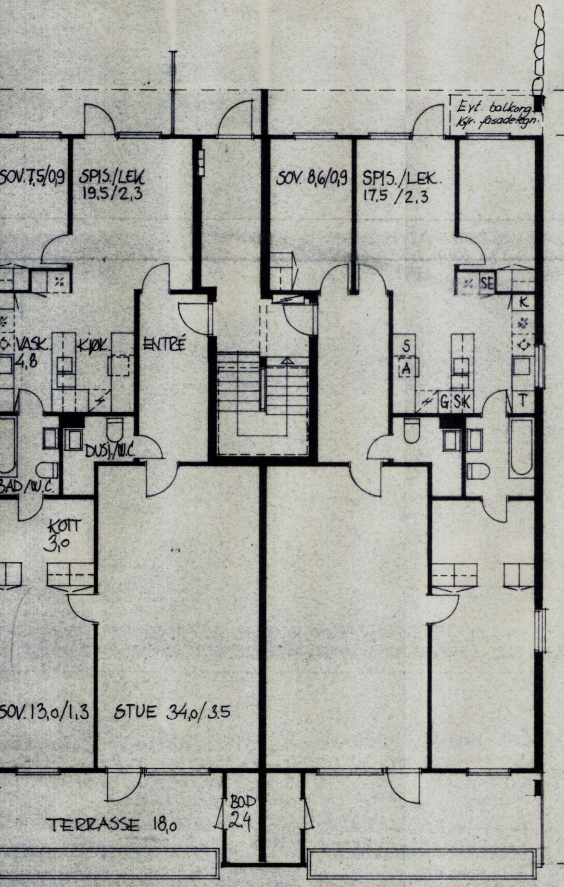 Evt. balkong,
kfr. fasadetegn.
SOV. 7,5/0,9
SPIS./LEK
19,5/2,3
SOV. 8,6/0,9
SPIS./LEK.
17,5/2,3
SE
K
VASK.
4,8
KJØK
ENTRÉ
S
A
G
SK
T
DUSJ/W.C.
BAD/W.C.
KOTT
3,0
SOV. 13,0/1,3
STUE 34,0/3.5
BOD
2,4
TERRASSE 18,0